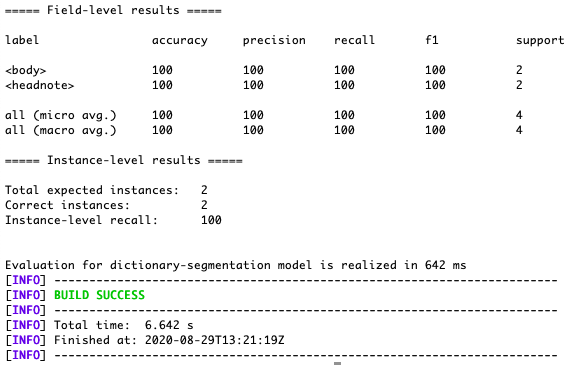 ===== Field-level results =====
label accuracy precision recall f1 support
<body> 100 100 100 100 2
<headnote> 100 100 100 100 2
all (micro avg.) 100 100 100 100 4
all (macro avg.) 100 100 100 100 4
===== Instance-level results =====
Total expected instances: 2
Correct instances: 2
Instance-level recall: 100
Evaluation for dictionary-segmentation model is realized in 642 ms
[INFO] ------------------------------------------------------------------------
[INFO] BUILD SUCCESS
[INFO] ------------------------------------------------------------------------
[INFO] Total time: 6.642 s
[INFO] Finished at: 2020-08-29T13:21:19Z
[INFO] ------------------------------------------------------------------------